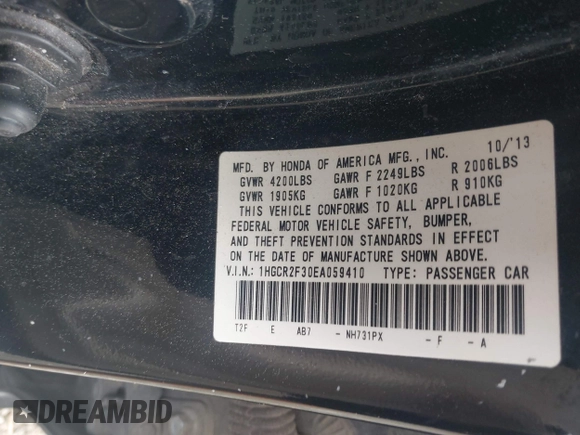 10/'13
MFD. BY HONDA OF AMERICA MFG., INC.
GVWR 4200LBS GAWR F 2249LBS R 2006LBS
GVWR 1905KG GAWR F 1020KG R 910KG
THIS VEHICLE CONFORMS TO ALL APPLICABLE
FEDERAL MOTOR VEHICLE SAFETY, BUMPER,
AND THEFT PREVENTION STANDARDS IN EFFECT
ON THE DATE OF MANUFACTURE SHOWN ABOVE.
V.I.N.: 1HGCR2F30EA059410 TYPE: PASSENGER CAR
T2F E AB7 - NH731PX - F - A
DREAMBID